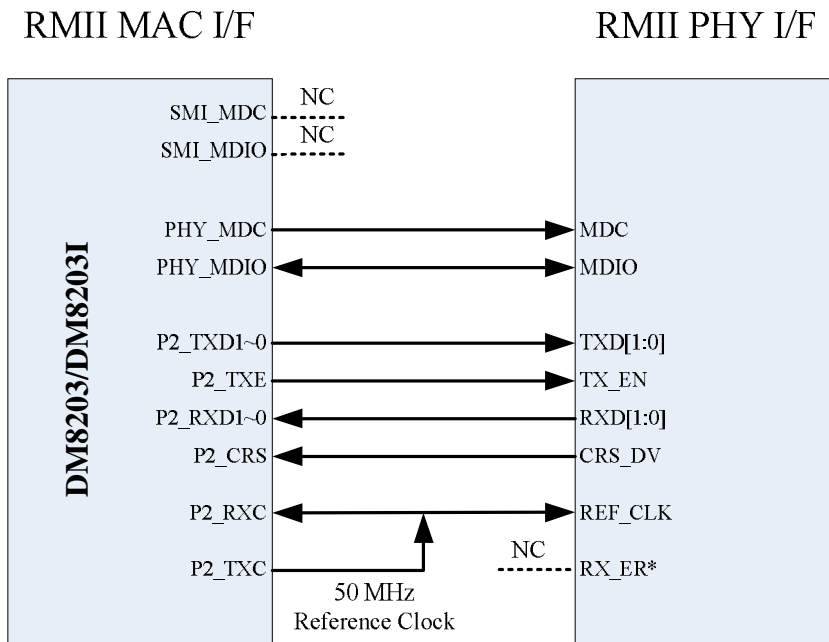 RMII MAC I/F
RMII PHY I/F
DM8203/DM8203I
SMI_MDC
NC
SMI_MDIO
NC
PHY_MDC
MDC
PHY_MDIO
MDIO
P2_TXD1~0
TXD[1:0]
P2_TXE
TX_EN
P2_RXD1~0
RXD[1:0]
P2_CRS
CRS_DV
P2_RXC
REF_CLK
P2_TXC
NC
RX_ER*
50 MHz
Reference Clock